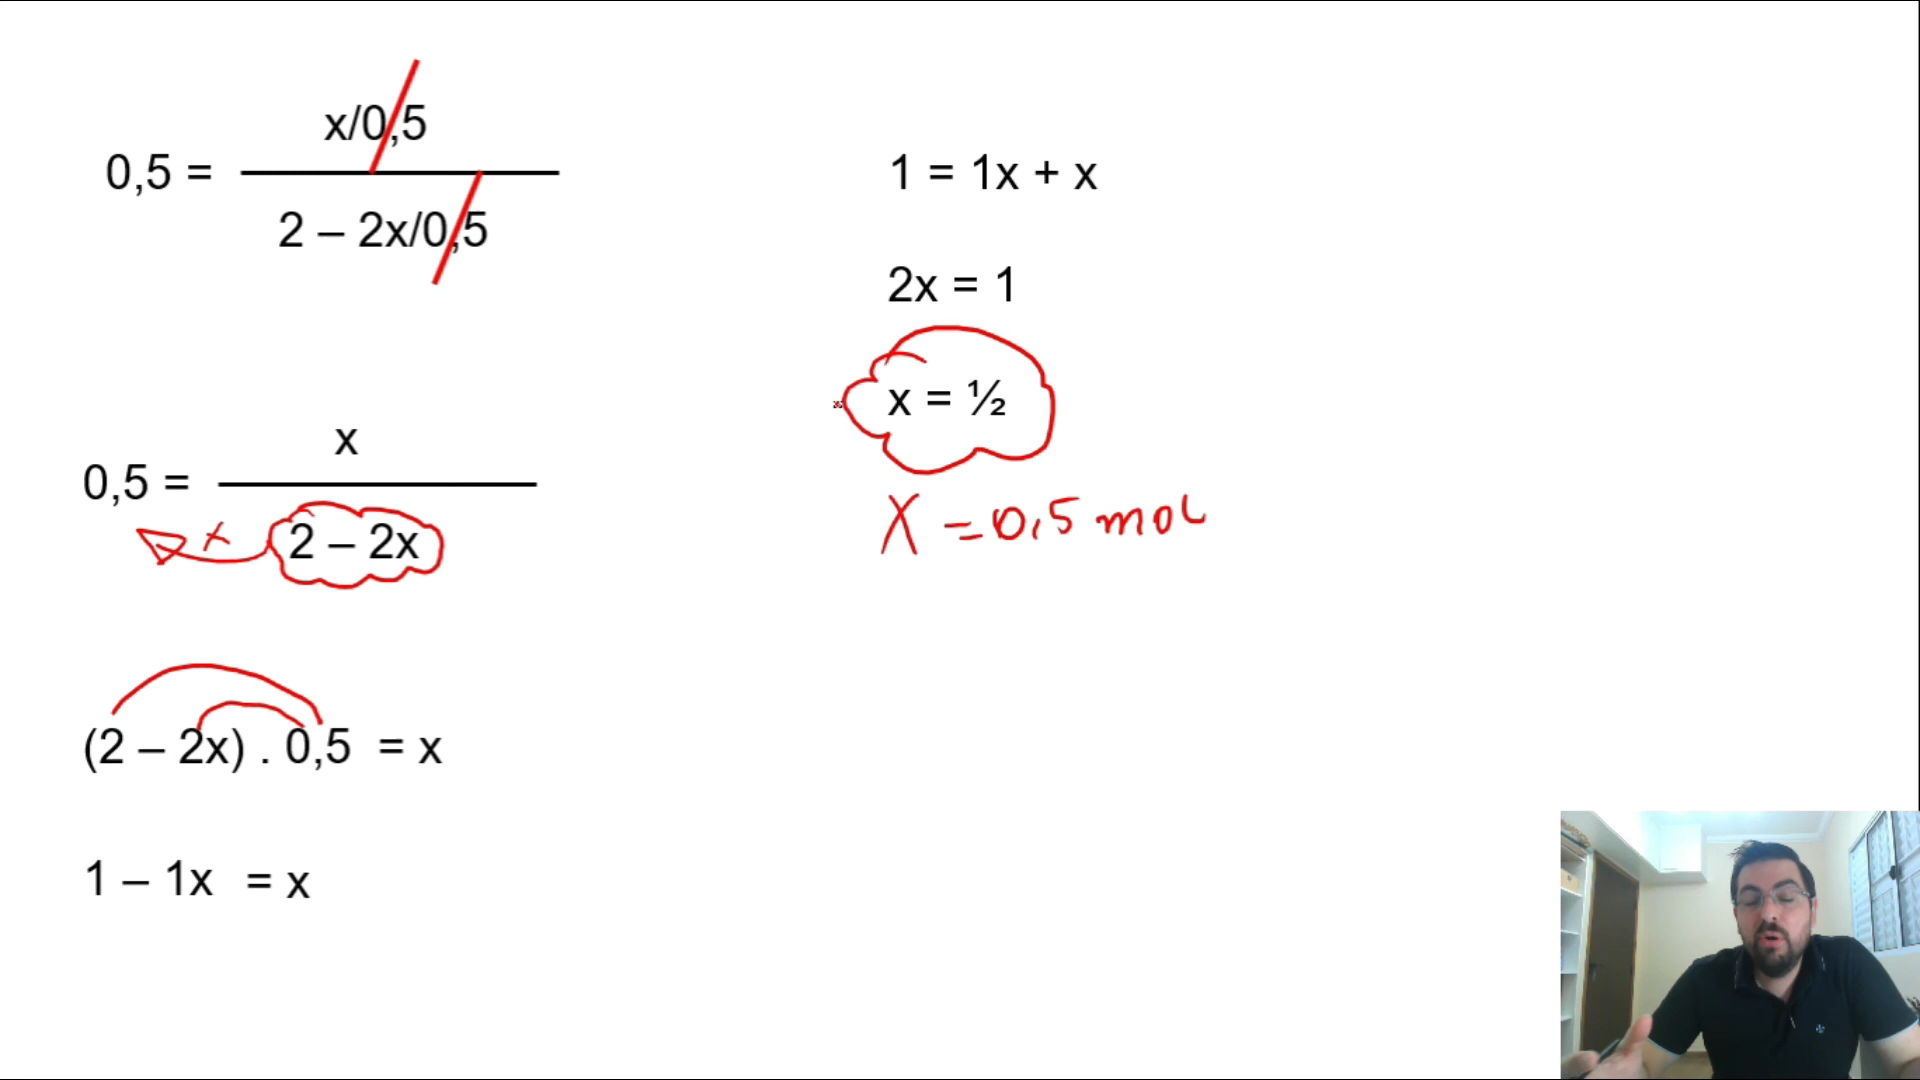 x/0,5
0,5 =
2 – 2x/0,5
x
0,5 =
x
2 – 2x
(2 – 2x) . 0,5 = x
1 – 1x = x
1 = 1x + x
2x = 1
x = ½
X = 0,5 mol